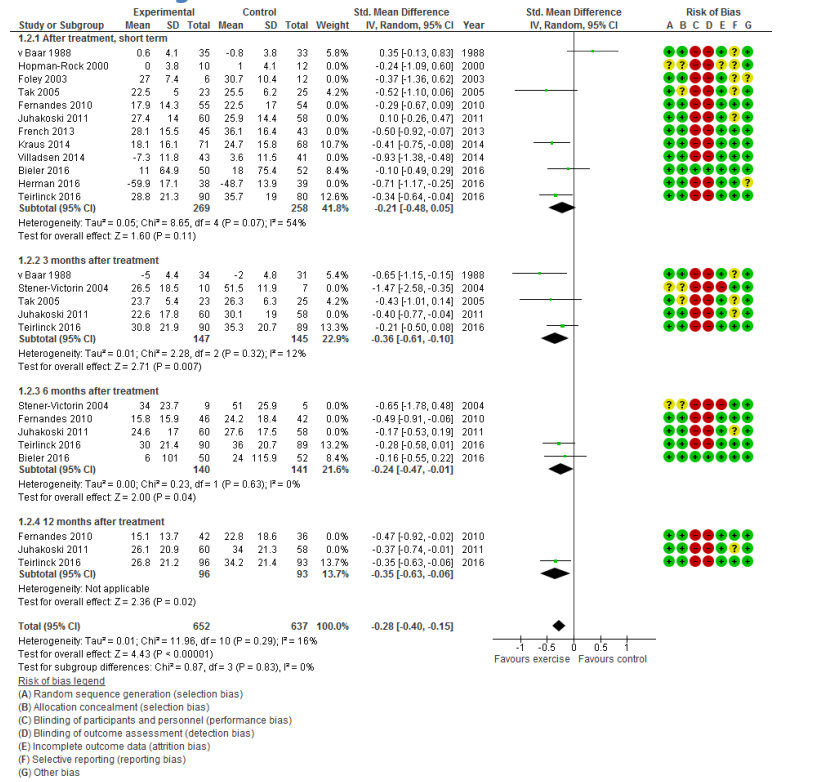 Experimental Control Std. Mean Difference Std. Mean Difference Risk of Bias
Study or Subgroup Mean SD Total Mean SD Total Weight IV, Random, 95% CI Year IV, Random, 95% CI A B C D E F G
1.2.1 After treatment, short term
v Baar 1988 0.6 4.1 35 -0.8 3.8 33 5.8% 0.35 [-0.13, 0.83] 1988
Hopman-Rock 2000 0 3.8 10 1 4.1 12 0.0% -0.24 [-1.09, 0.60] 2000
Foley 2003 27 7.4 6 30.7 10.4 12 0.0% -0.37 [-1.36, 0.62] 2003
Tak 2005 22.5 5 23 25.5 6.2 25 4.3% -0.52 [-1.10, 0.06] 2005
Fernandes 2010 17.9 14.3 55 22.5 17 54 0.0% -0.29 [-0.67, 0.09] 2010
Juhakoski 2011 27.4 14 60 25.9 14.4 58 0.0% 0.10 [-0.26, 0.47] 2011
French 2013 28.1 15.5 45 36.1 16.4 43 0.0% -0.50 [-0.92, -0.07] 2013
Kraus 2014 18.1 16.1 71 24.7 15.8 68 10.7% -0.41 [-0.75, -0.08] 2014
Villadsen 2014 -7.3 11.8 43 3.6 11.5 41 0.0% -0.93 [-1.38, -0.48] 2014
Bieler 2016 11 64.9 50 18 75.4 52 8.4% -0.10 [-0.49, 0.29] 2016
Herman 2016 -59.9 17.1 38 -48.7 13.9 39 0.0% -0.71 [-1.17, -0.25] 2016
Teirlinck 2016 28.8 21.3 90 35.7 19 80 12.6% -0.34 [-0.64, -0.04] 2016
Subtotal (95% CI) 269 258 41.8% -0.21 [-0.48, 0.05]
Heterogeneity: Tau² = 0.05; Chi² = 8.65, df = 4 (P = 0.07); I² = 54%
Test for overall effect: Z = 1.60 (P = 0.11)
1.2.2 3 months after treatment
v Baar 1988 -5 4.4 34 -2 4.8 31 5.4% -0.65 [-1.15, -0.15] 1988
Stener-Victorin 2004 26.5 18.5 10 51.5 11.9 7 0.0% -1.47 [-2.58, -0.35] 2004
Tak 2005 23.7 5.4 23 26.3 6.3 25 4.3% -0.43 [-1.01, 0.14] 2005
Juhakoski 2011 22.6 17.8 60 30.1 19 58 0.0% -0.40 [-0.77, -0.04] 2011
Teirlinck 2016 30.8 21.9 90 35.3 20.7 89 13.3% -0.21 [-0.50, 0.08] 2016
Subtotal (95% CI) 147 145 22.9% -0.36 [-0.61, -0.10]
Heterogeneity: Tau² = 0.01; Chi² = 2.28, df = 2 (P = 0.32); I² = 12%
Test for overall effect: Z = 2.71 (P = 0.007)
1.2.3 6 months after treatment
Stener-Victorin 2004 34 23.7 9 51 25.9 5 0.0% -0.65 [-1.78, 0.48] 2004
Fernandes 2010 15.8 15.9 46 24.2 18.4 42 0.0% -0.49 [-0.91, -0.06] 2010
Juhakoski 2011 24.6 17 60 27.6 17.5 58 0.0% -0.17 [-0.53, 0.19] 2011
Teirlinck 2016 30 21.4 90 36 20.7 89 13.2% -0.28 [-0.58, 0.01] 2016
Bieler 2016 6 101 50 24 115.9 52 8.4% -0.16 [-0.55, 0.22] 2016
Subtotal (95% CI) 140 141 21.6% -0.24 [-0.47, -0.01]
Heterogeneity: Tau² = 0.00; Chi² = 0.23, df = 1 (P = 0.63); I² = 0%
Test for overall effect: Z = 2.00 (P = 0.04)
1.2.4 12 months after treatment
Fernandes 2010 15.1 13.7 42 22.8 18.6 36 0.0% -0.47 [-0.92, -0.02] 2010
Juhakoski 2011 26.1 20.9 60 34 21.3 58 0.0% -0.37 [-0.74, -0.01] 2011
Teirlinck 2016 26.8 21.2 96 34.2 21.4 93 13.7% -0.35 [-0.63, -0.06] 2016
Subtotal (95% CI) 96 93 13.7% -0.35 [-0.63, -0.06]
Heterogeneity: Not applicable
Test for overall effect: Z = 2.36 (P = 0.02)
Total (95% CI) 652 637 100.0% -0.28 [-0.40, -0.15]
Heterogeneity: Tau² = 0.01; Chi² = 11.96, df = 10 (P = 0.29); I² = 16%
Test for overall effect: Z = 4.43 (P < 0.00001)
Test for subgroup differences: Chi² = 0.87, df = 3 (P = 0.83), I² = 0%
-1 -0.5 0 0.5 1
Favours exercise Favours control
Risk of bias legend
(A) Random sequence generation (selection bias)
(B) Allocation concealment (selection bias)
(C) Blinding of participants and personnel (performance bias)
(D) Blinding of outcome assessment (detection bias)
(E) Incomplete outcome data (attrition bias)
(F) Selective reporting (reporting bias)
(G) Other bias